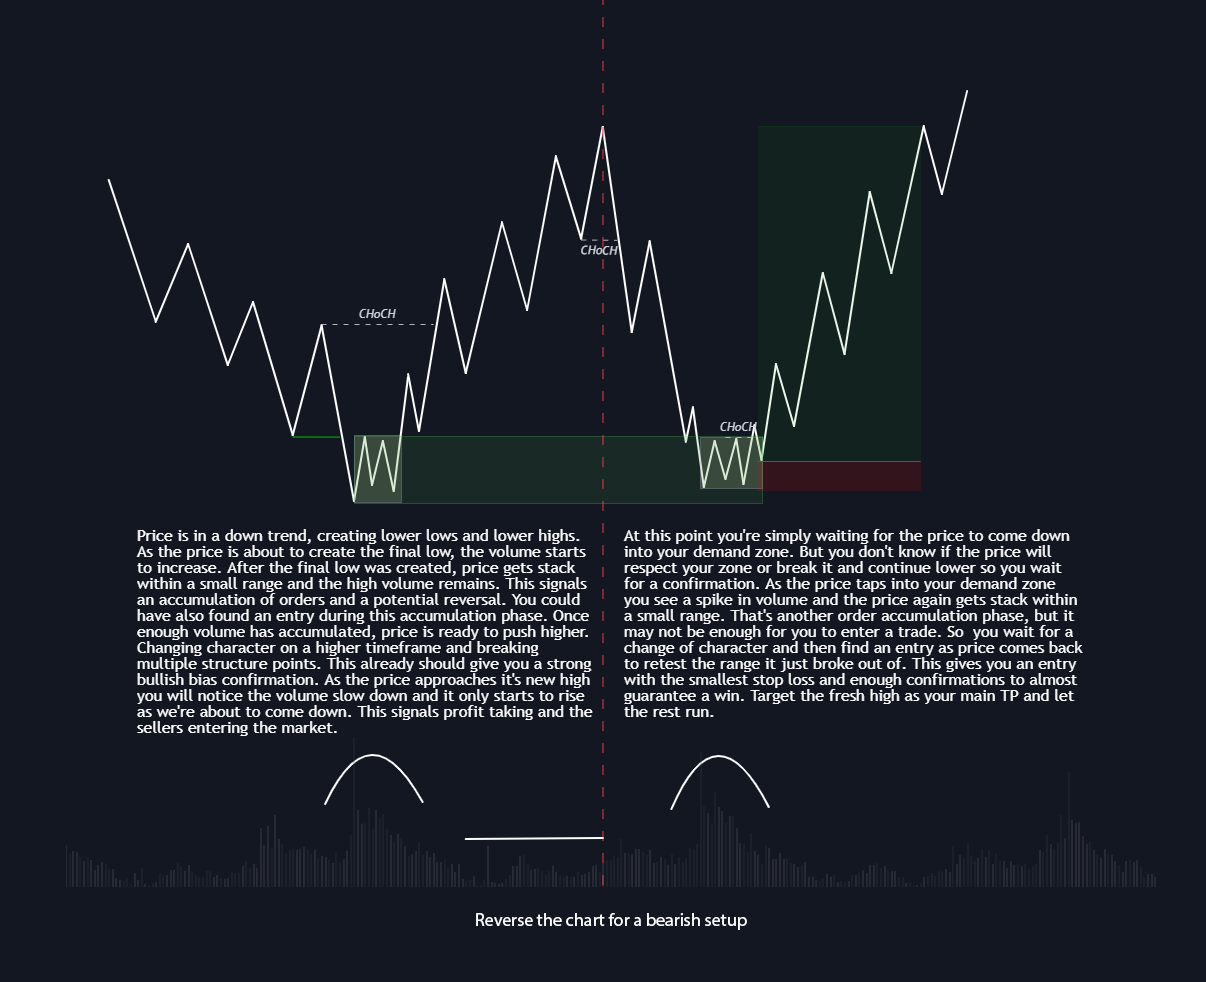 CHoCH
CHoCH
CHoCH
Price is in a down trend, creating lower lows and lower highs.
As the price is about to create the final low, the volume starts
to increase. After the final low was created, price gets stack
within a small range and the high volume remains. This signals
an accumulation of orders and a potential reversal. You could
have also found an entry during this accumulation phase. Once
enough volume has accumulated, price is ready to push higher.
Changing character on a higher timeframe and breaking
multiple structure points. This already should give you a strong
bullish bias confirmation. As the price approaches it's new high
you will notice the volume slow down and it only starts to rise
as we're about to come down. This signals profit taking and the
sellers entering the market.
At this point you're simply waiting for the price to come down
into your demand zone. But you don't know if the price will
respect your zone or break it and continue lower so you wait
for a confirmation. As the price taps into your demand zone
you see a spike in volume and the price again gets stack within
a small range. That's another order accumulation phase, but it
may not be enough for you to enter a trade. So  you wait for a
change of character and then find an entry as price comes back
to retest the range it just broke out of. This gives you an entry
with the smallest stop loss and enough confirmations to almost
guarantee a win. Target the fresh high as your main TP and let
the rest run.
Reverse the chart for a bearish setup